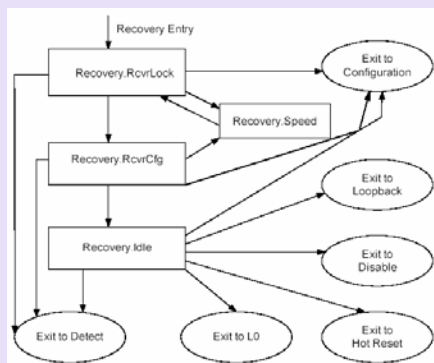 Recovery Entry
Recovery.RcvrLock
Exit to
Configuration
Recovery.Speed
Recovery.RcvrCfg
Exit to
Loopback
Recovery.Idle
Exit to
Disable
Exit to Detect
Exit to L0
Exit to
Hot Reset